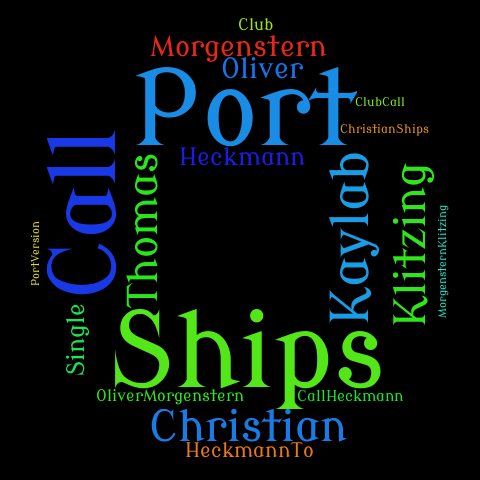 Club
Morgenstern
Oliver
Port
ClubCall
ChristianShips
Heckmann
Call
Thomas
Kaylab
Klitzing
MorgensternKlitzing
PortVersion
Single
Ships
OliverMorgenstern
CallHeckmann
Christian
HeckmannTo